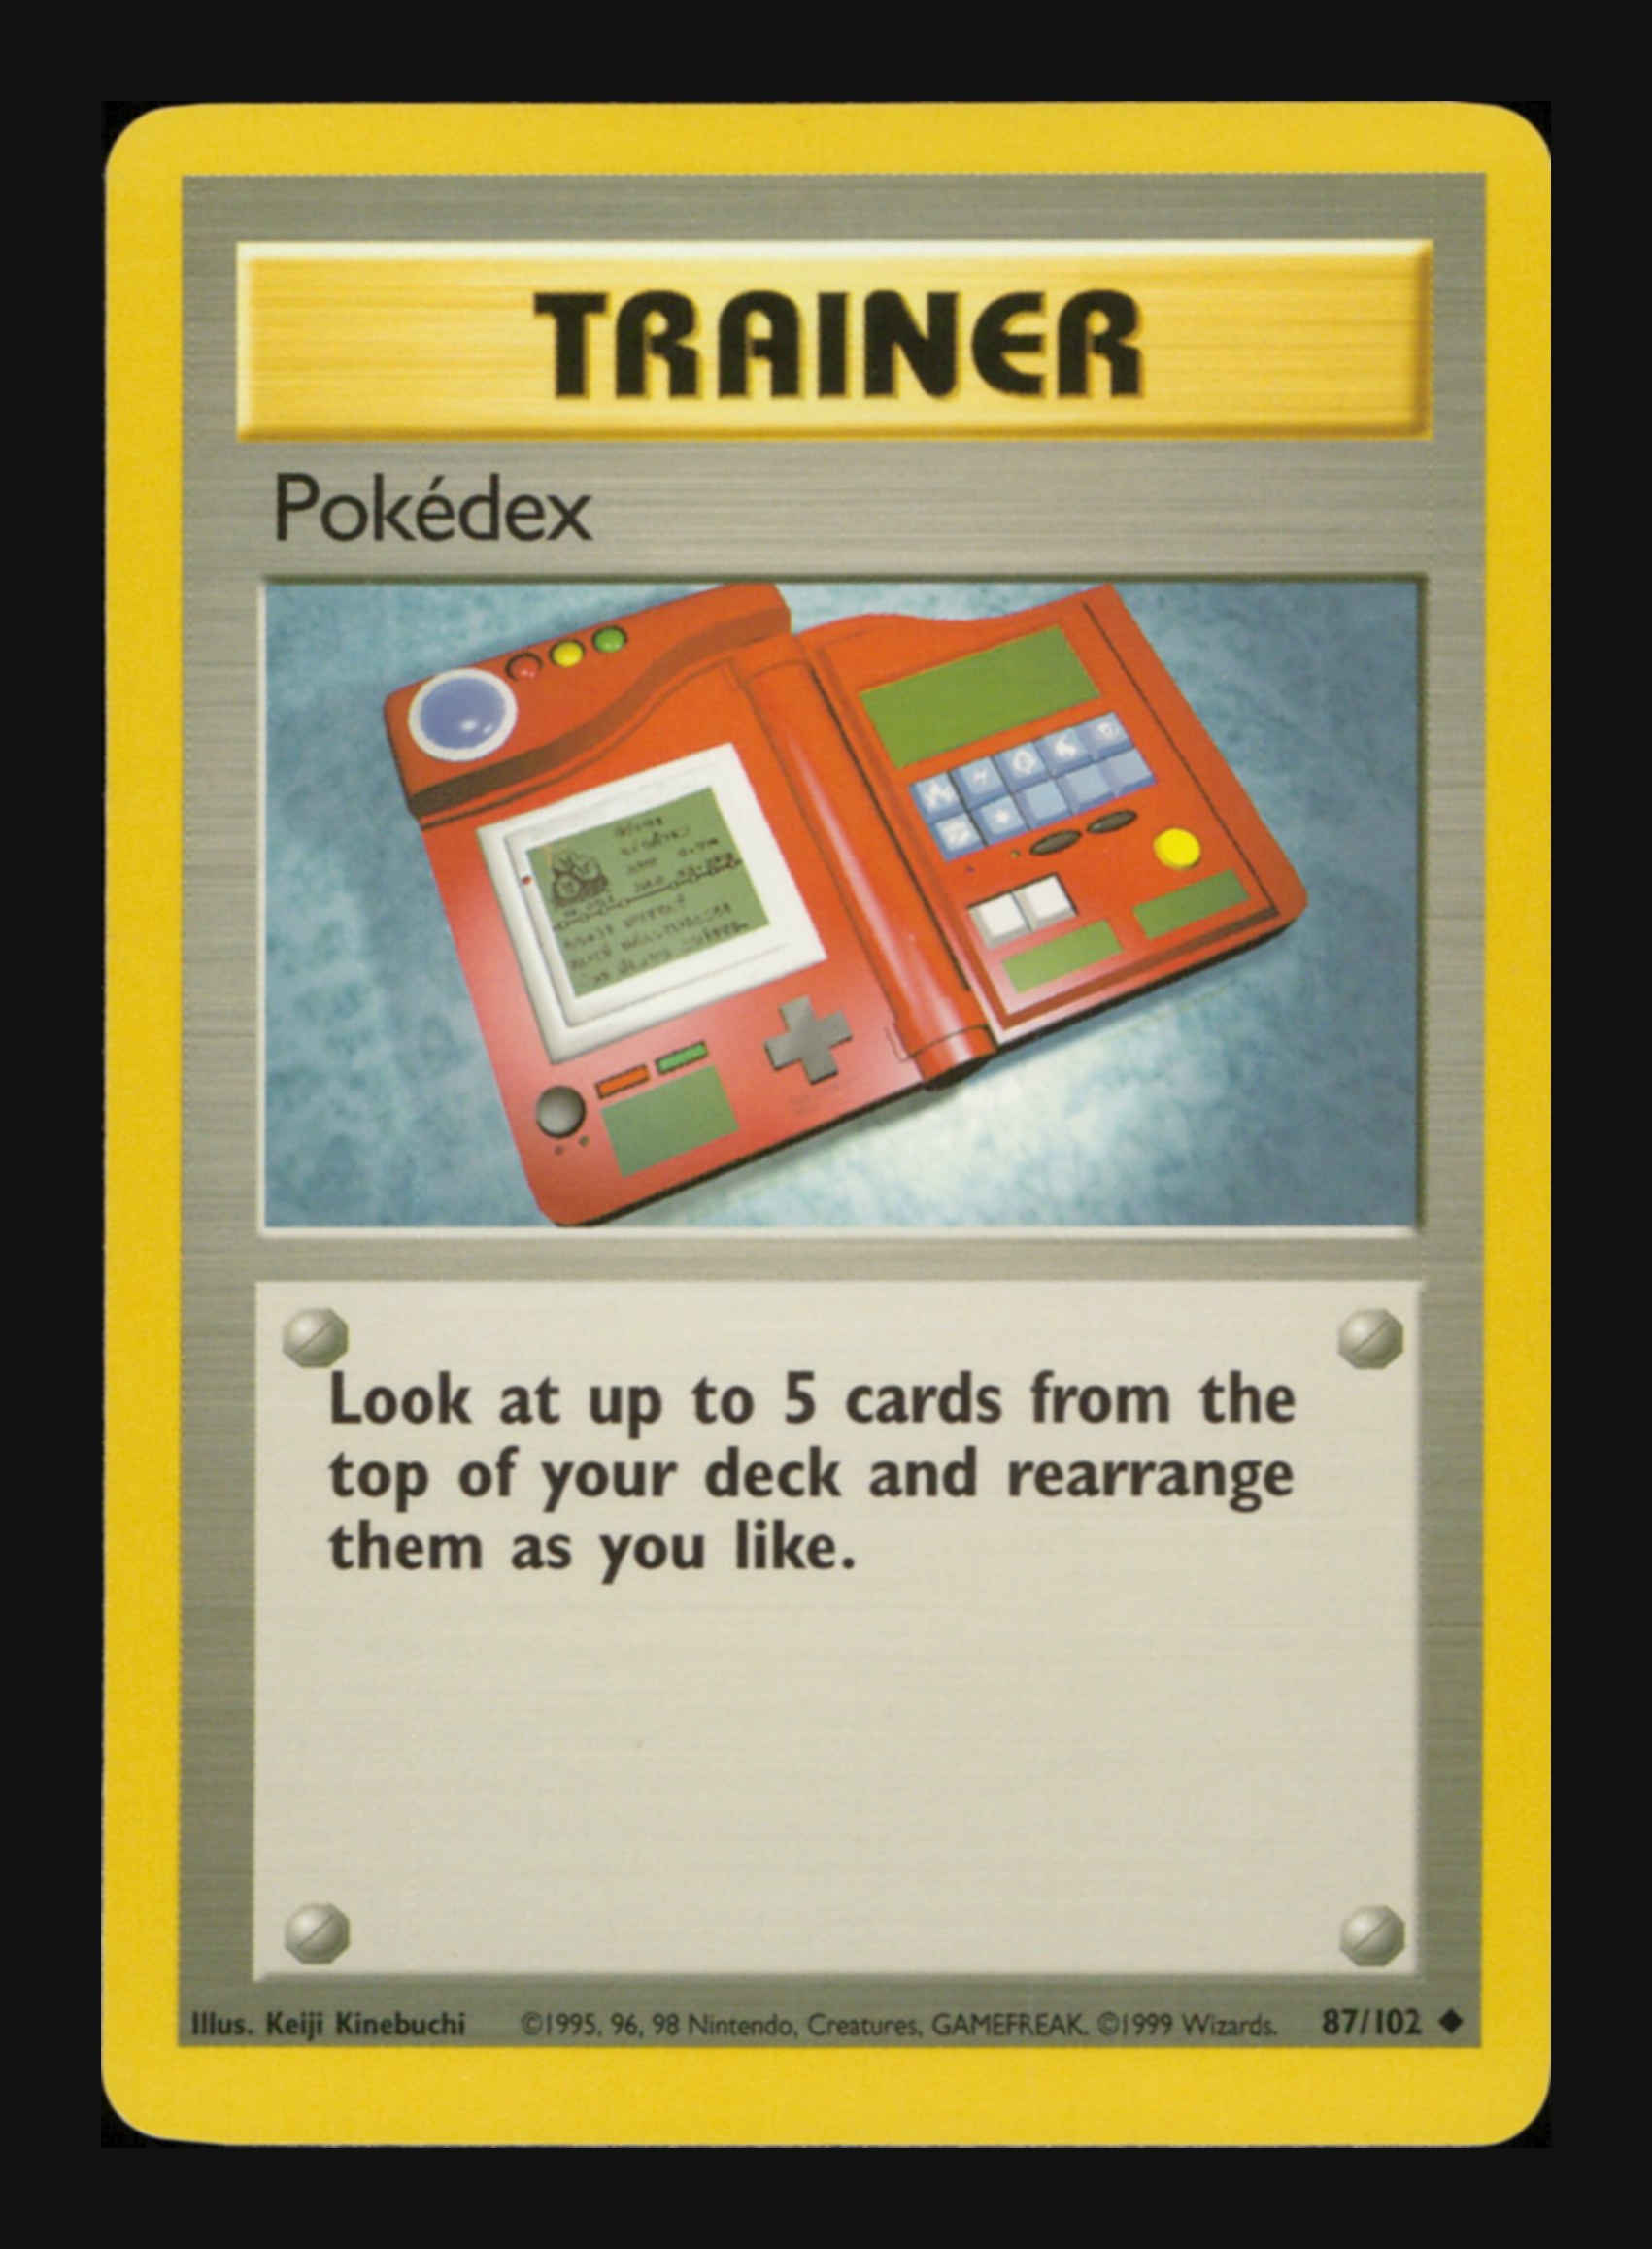 TRAINER
Pokédex
Look at up to 5 cards from the
top of your deck and rearrange
them as you like.
Illus. Keiji Kinebuchi ©1995, 96, 98 Nintendo, Creatures, GAMEFREAK. ©1999 Wizards. 87/102